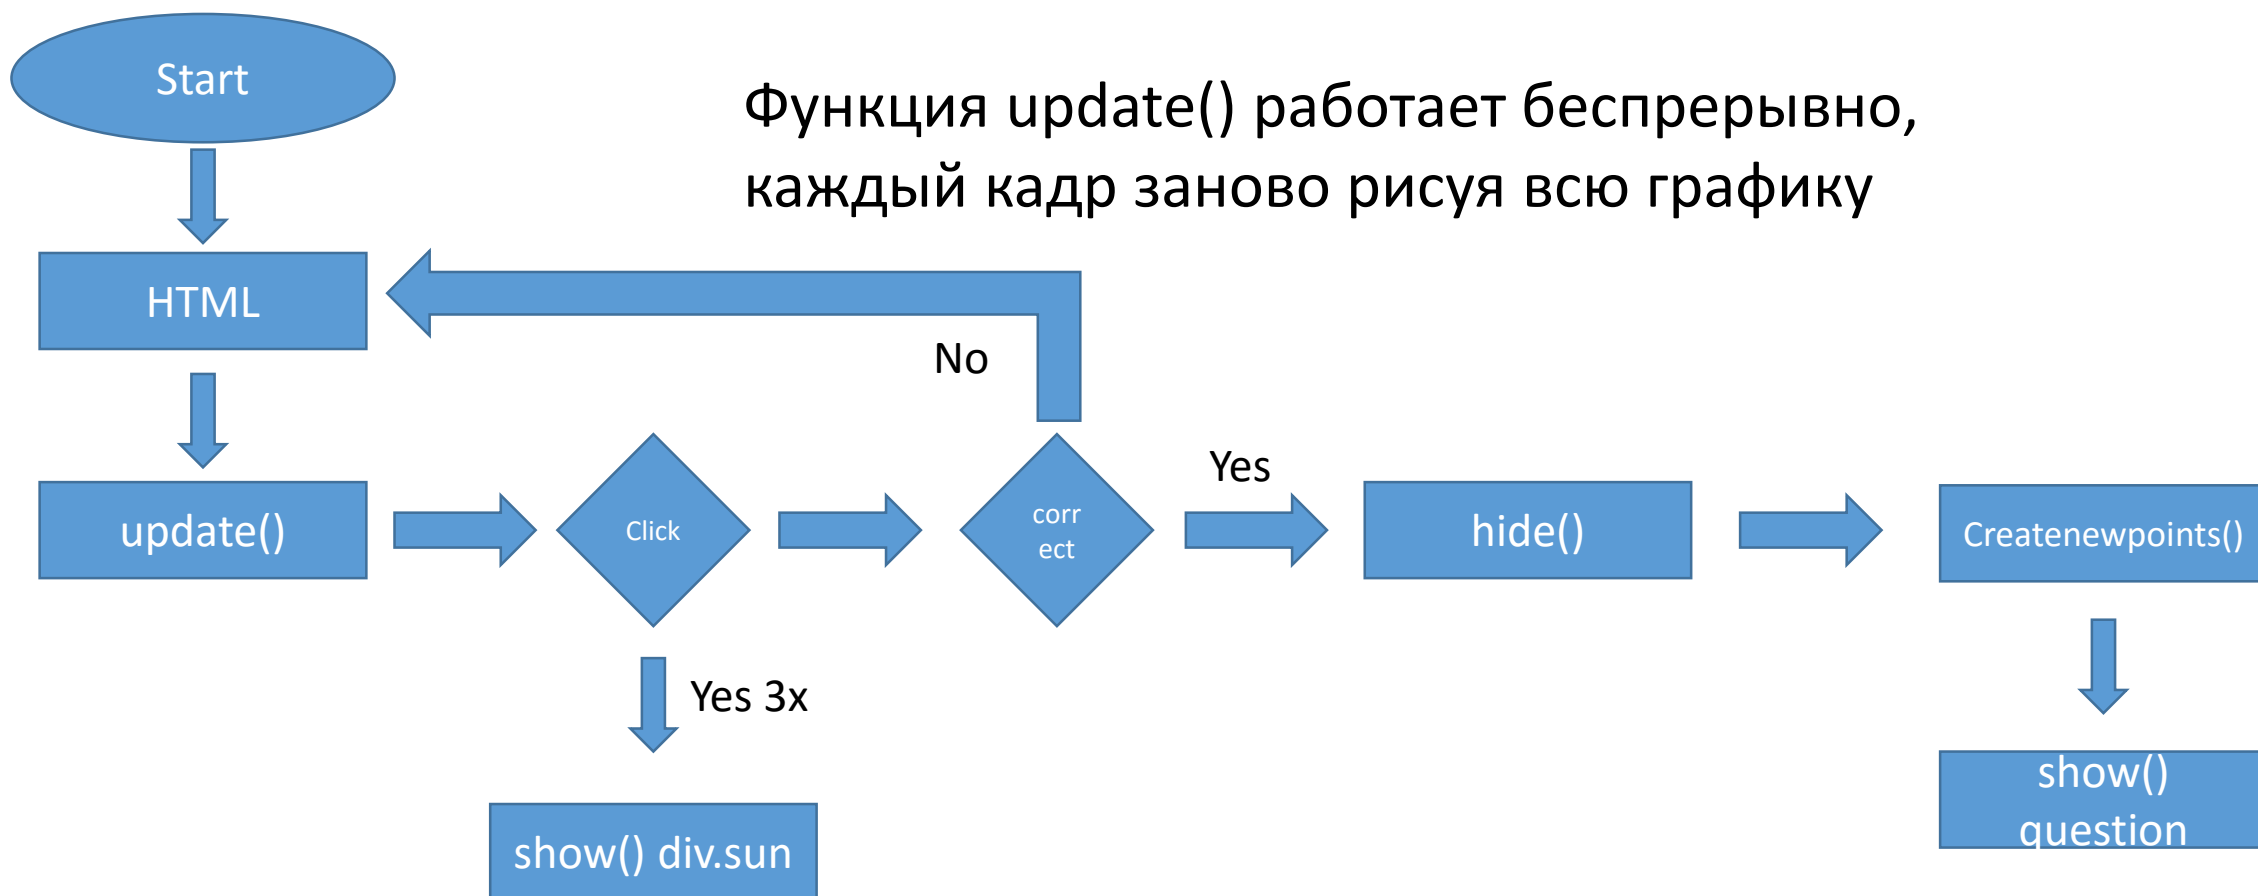 Start
Функция update() работает беспрерывно,
каждый кадр заново рисуя всю графику
HTML
No
Yes
update()
Click
corr
ect
hide()
Createnewpoints()
Yes 3x
show()
question
show() div.sun